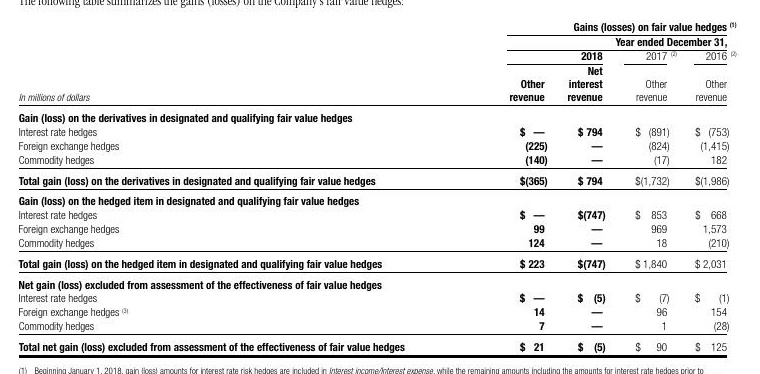 The following table summarizes the gains (losses) on the Company's fair value hedges:
Gains (losses) on fair value hedges (1)
Year ended December 31,
2018 2017 (2) 2016 (2)
In millions of dollars Other revenue Net interest revenue Other revenue Other revenue
Gain (loss) on the derivatives in designated and qualifying fair value hedges
Interest rate hedges $ — $ 794 $ (891) $ (753)
Foreign exchange hedges (225) — (824) (1,415)
Commodity hedges (140) — (17) 182
Total gain (loss) on the derivatives in designated and qualifying fair value hedges $(365) $ 794 $(1,732) $(1,986)
Gain (loss) on the hedged item in designated and qualifying fair value hedges
Interest rate hedges $ — $(747) $ 853 $ 668
Foreign exchange hedges 99 — 969 1,573
Commodity hedges 124 — 18 (210)
Total gain (loss) on the hedged item in designated and qualifying fair value hedges $ 223 $(747) $ 1,840 $ 2,031
Net gain (loss) excluded from assessment of the effectiveness of fair value hedges
Interest rate hedges $ — $ (5) $ (7) $ (1)
Foreign exchange hedges (3) 14 — 96 154
Commodity hedges 7 — 1 (28)
Total net gain (loss) excluded from assessment of the effectiveness of fair value hedges $ 21 $ (5) $ 90 $ 125
(1) Beginning January 1, 2018, gain (loss) amounts for interest rate risk hedges are included in Interest income/Interest expense, while the remaining amounts including the amounts for interest rate hedges prior to